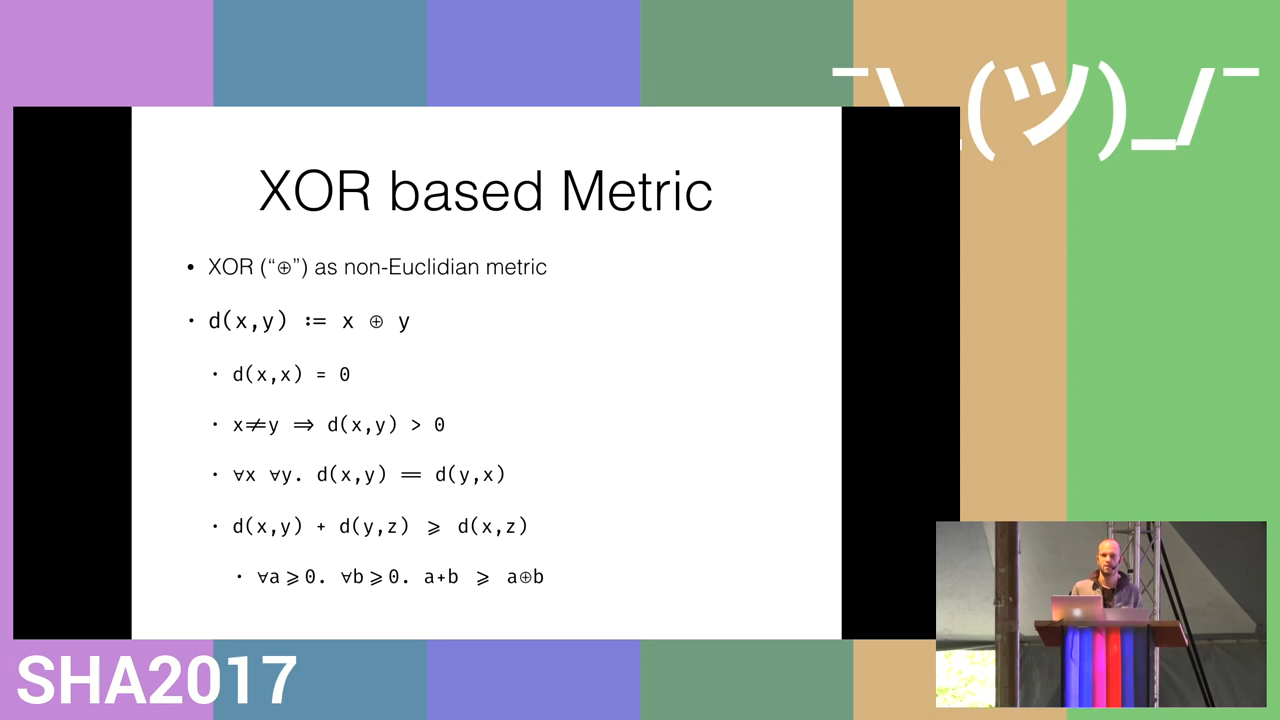 ¯\_(ツ)_/¯
XOR based Metric
• XOR (“⊕”) as non-Euclidian metric
• d(x,y) := x ⊕ y
• d(x,x) = 0
• x≠y ⇒ d(x,y) > 0
• ∀x ∀y. d(x,y) == d(y,x)
• d(x,y) + d(y,z) ⩾ d(x,z)
• ∀a⩾0. ∀b⩾0. a+b ⩾ a⊕b
SHA2017